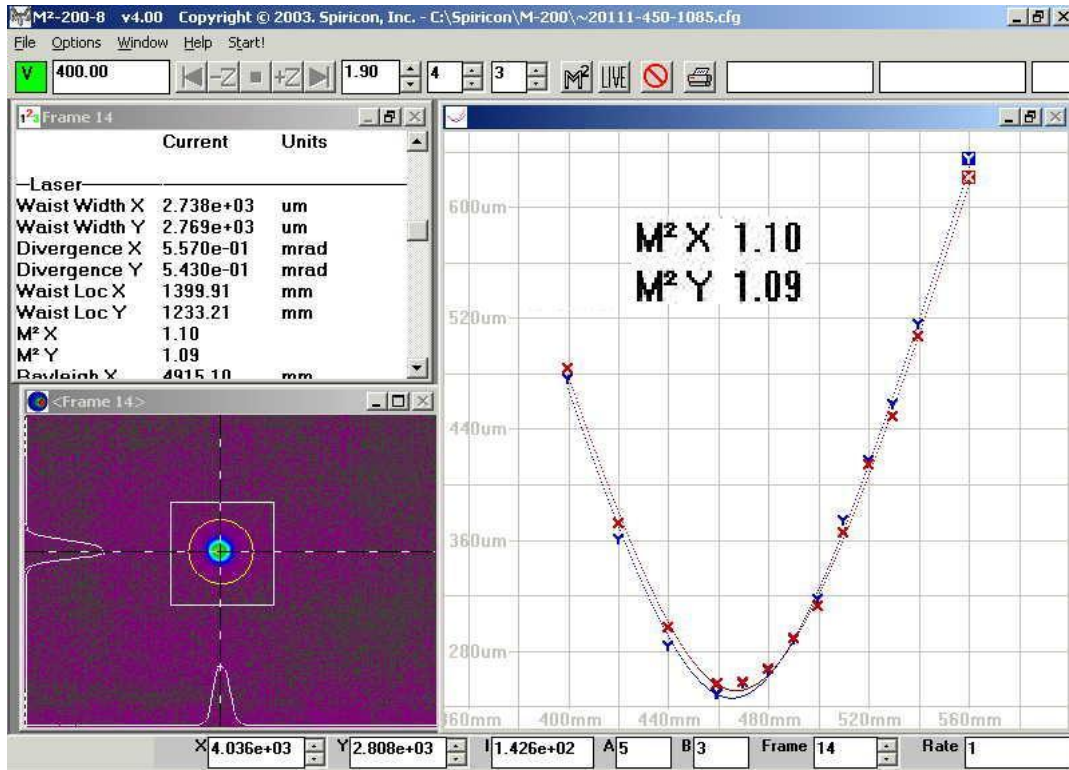 M²-200-8 v4.00 Copyright © 2003. Spiricon, Inc. - C:\Spiricon\M-200\~20111-450-1085.cfg
File Options Window Help Start!
V 400.00 -Z +Z 1.90 4 3 M² LIVE
1²3 Frame 14
Current Units
Laser
Waist Width X 2.738e+03 um
Waist Width Y 2.769e+03 um
Divergence X 5.570e-01 mrad
Divergence Y 5.430e-01 mrad
Waist Loc X 1399.91 mm
Waist Loc Y 1233.21 mm
M² X 1.10
M² Y 1.09
Rayleigh X 4915.10 mm
<Frame 14>
M² X 1.10
M² Y 1.09
600um
520um
440um
360um
280um
360mm 400mm 440mm 480mm 520mm 560mm
X 4.036e+03 Y 2.808e+03 I 1.426e+02 A 5 B 3 Frame 14 Rate 1